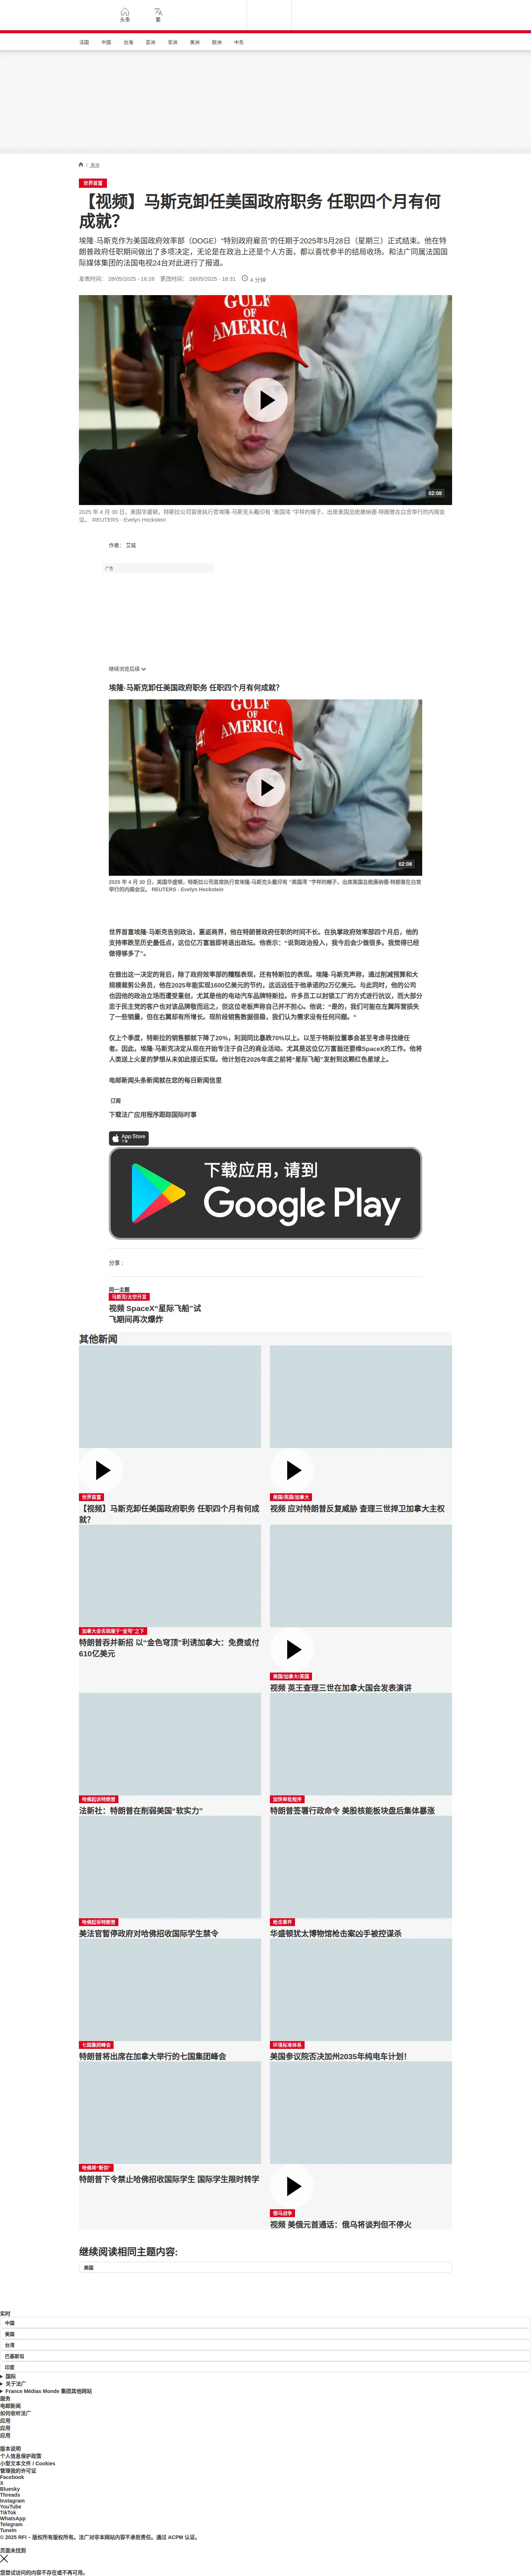 头条
繁
法国
中国
台海
亚洲
非洲
美洲
欧洲
中东
/ 美洲
世界首富
【视频】马斯克卸任美国政府职务 任职四个月有何
成就？
埃隆·马斯克作为美国政府效率部（DOGE）“特别政府雇员”的任期于2025年5月28日（星期三）正式结束。他在特
朗普政府任职期间做出了多项决定，无论是在政治上还是个人方面，都以喜忧参半的结局收场。和法广同属法国国
际媒体集团的法国电视24台对此进行了报道。
发表时间： 28/05/2025 - 16:28 更改时间： 28/05/2025 - 16:31 4 分钟
GULF of
AMERICA
02:08
2025 年 4 月 30 日，美国华盛顿，特斯拉公司首席执行官埃隆·马斯克头戴印有 “美国湾 ”字样的帽子，出席美国总统唐纳德·特朗普在白宫举行的内阁会
议。 REUTERS - Evelyn Hockstein
作者： 艾娃
广告
继续浏览后续
埃隆·马斯克卸任美国政府职务 任职四个月有何成就？
GULF of
AMERICA
02:08
2025 年 4 月 30 日，美国华盛顿，特斯拉公司首席执行官埃隆·马斯克头戴印有 “美国湾 ”字样的帽子，出席美国总统唐纳德·特朗普在白宫
举行的内阁会议。 REUTERS - Evelyn Hockstein
世界首富埃隆·马斯克告别政治，重返商界，他在特朗普政府任职的时间不长。在执掌政府效率部四个月后，他的
支持率跌至历史最低点，这位亿万富翁即将退出政坛。他表示：“说到政治投入，我今后会少做很多。我觉得已经
做得够多了”。
在做出这一决定的背后，除了政府效率部的糟糕表现，还有特斯拉的表现。埃隆·马斯克声称，通过削减预算和大
规模裁剪公务员，他在2025年能实现1600亿美元的节约，这远远低于他承诺的2万亿美元。与此同时，他的公司
也因他的政治立场而遭受重创，尤其是他的电动汽车品牌特斯拉。许多员工以封锁工厂的方式进行抗议，而大部分
忠于民主党的客户也对该品牌敬而远之，但这位老板声称自己并不担心。他说：“是的，我们可能在左翼阵营损失
了一些销量，但在右翼却有所增长。现阶段销售数据很稳，我们认为需求没有任何问题。”
仅上个季度，特斯拉的销售额就下降了20%，利润同比暴跌70%以上。以至于特斯拉董事会甚至考虑寻找继任
者。因此，埃隆·马斯克决定从现在开始专注于自己的商业活动。尤其是这位亿万富翁还要维SpaceX的工作。他将
人类送上火星的梦想从未如此接近实现。他计划在2026年底之前将“星际飞船”发射到这颗红色星球上。
电邮新闻头条新闻就在您的每日新闻信里
订阅
下载法广应用程序跟踪国际时事
App Store
下载应用，请到
Google Play
分享 :
同一主题
马斯克/太空开发
视频 SpaceX“星际飞船”试
飞期间再次爆炸
其他新闻
世界首富
【视频】马斯克卸任美国政府职务 任职四个月有何成
就？
美国/英国/加拿大
视频 应对特朗普反复威胁 查理三世捍卫加拿大主权
加拿大会否屈服于“金穹”之下
特朗普吞并新招 以“金色穹顶”利诱加拿大：免费或付
610亿美元
美国/加拿大/英国
视频 英王查理三世在加拿大国会发表演讲
哈佛起诉特朗普
法新社：特朗普在削弱美国“软实力”
加快审批程序
特朗普签署行政命令 美股核能板块盘后集体暴涨
哈佛起诉特朗普
美法官暂停政府对哈佛招收国际学生禁令
枪击事件
华盛顿犹太博物馆枪击案凶手被控谋杀
七国集团峰会
特朗普将出席在加拿大举行的七国集团峰会
环境标准体系
美国参议院否决加州2035年纯电车计划！
哈佛将“断供”
特朗普下令禁止哈佛招收国际学生 国际学生限时转学
俄乌战争
视频 美俄元首通话：俄乌将谈判但不停火
继续阅读相同主题内容:
美国
实时
中国
美国
台湾
巴基斯坦
印度
国际
关于法广
France Médias Monde 集团其他网站
服务
电邮新闻
如何收听法广
应用
应用
应用
版本说明
个人信息保护政策
小型文本文件 / Cookies
管理我的许可证
Facebook
X
Bluesky
Threads
Instagram
YouTube
TikTok
WhatsApp
Telegram
TuneIn
© 2025 RFI – 版权所有版权所有。法广对非本网站内容不承担责任。通过 ACPM 认证。
页面未找到
您尝试访问的内容不存在或不再可用。